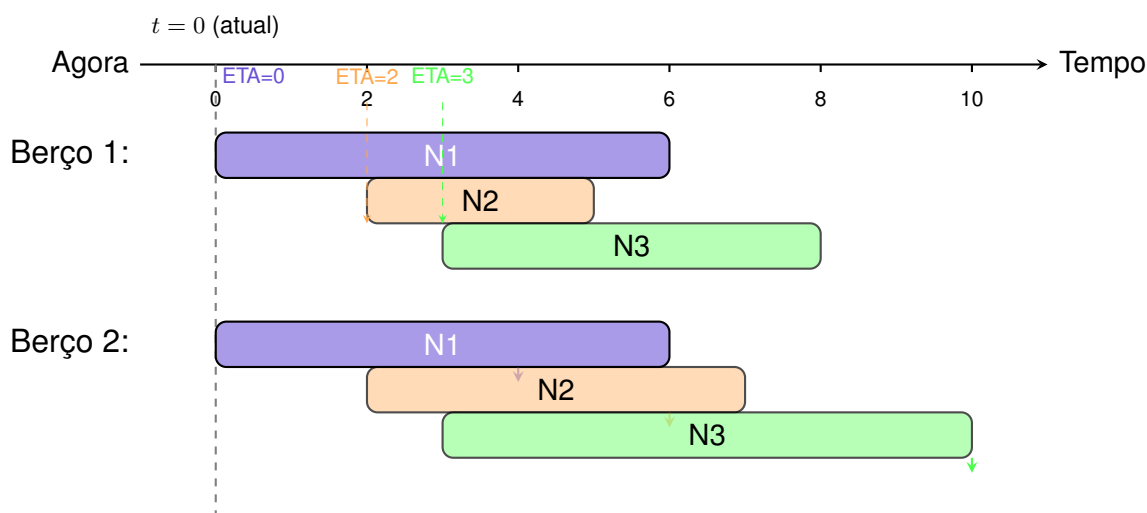 t = 0 (atual)
Agora
Tempo
ETA=0 ETA=2 ETA=3
0 2 4 6 8 10
Berço 1:
N1
N2
N3
Berço 2:
N1
N2
N3